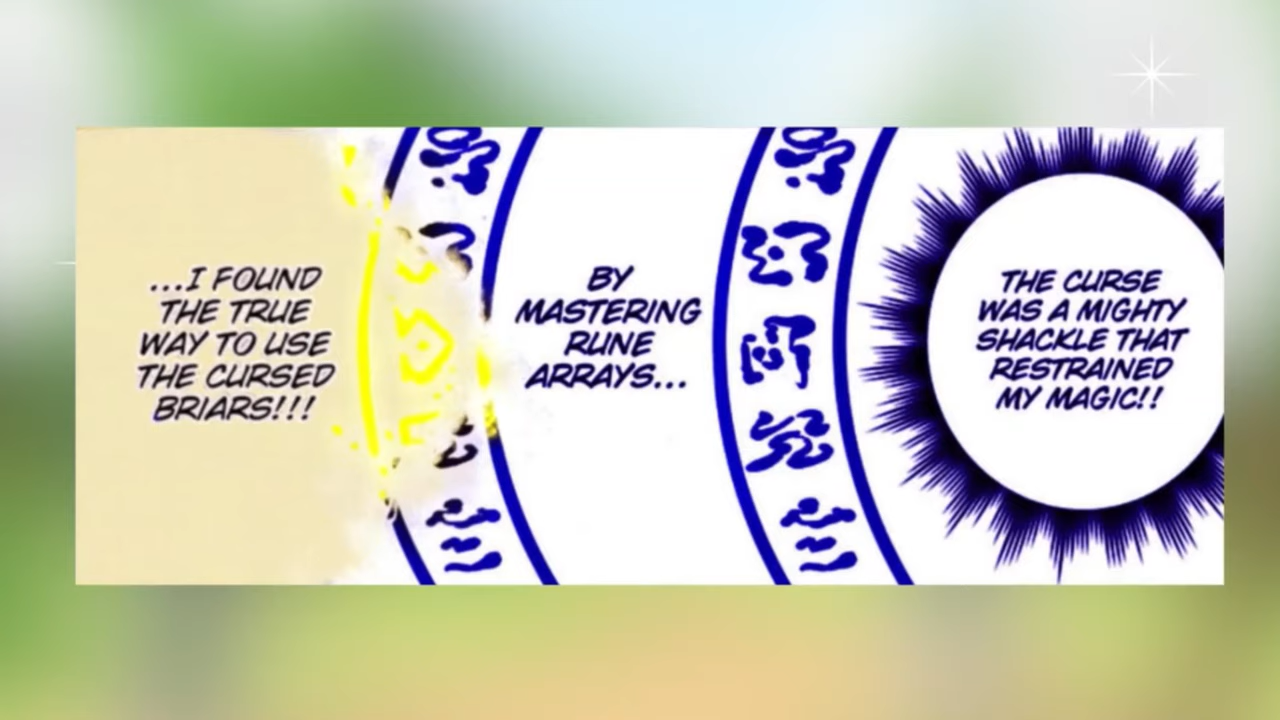 THE CURSE
WAS A MIGHTY
SHACKLE THAT
RESTRAINED
MY MAGIC!!
BY
MASTERING
RUNE
ARRAYS...
...I FOUND
THE TRUE
WAY TO USE
THE CURSED
BRIARS!!!